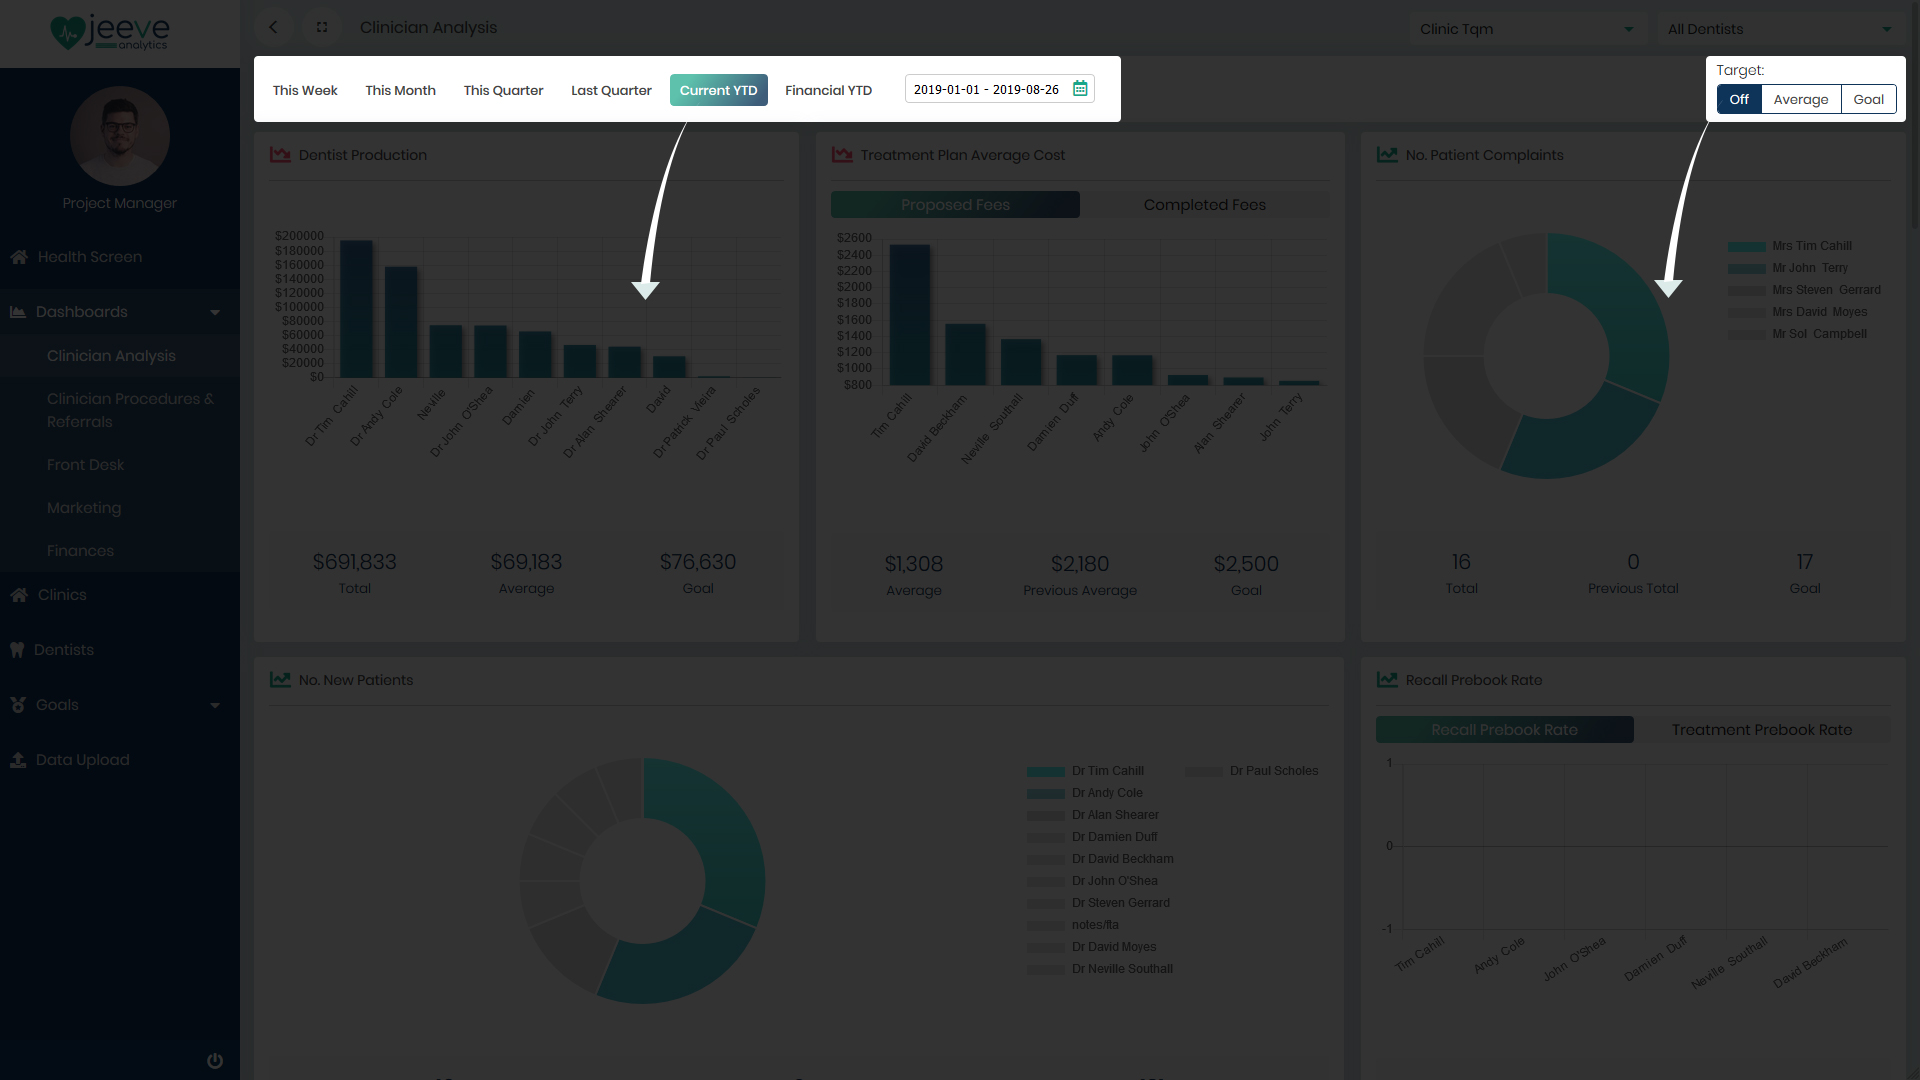 jeeve
analytics
Clinician Analysis
Clinic Tqm
All Dentists
This Week
This Month
This Quarter
Last Quarter
Current YTD
Financial YTD
2019-01-01 - 2019-08-26
Target:
Off
Average
Goal
Project Manager
Health Screen
Dashboards
Clinician Analysis
Clinician Procedures &
Referrals
Front Desk
Marketing
Finances
Clinics
Dentists
Goals
Data Upload
Dentist Production
$200000
$180000
$160000
$140000
$120000
$100000
$80000
$60000
$40000
$20000
$0
Dr Tim Cahill
Dr Andy Cole
Neville
Dr John O'Shea
Damien
Dr John Terry
Dr Alan Shearer
David
Dr Patrick Vieira
Dr Paul Scholes
$691,833
Total
$69,183
Average
$76,630
Goal
Treatment Plan Average Cost
Proposed Fees
Completed Fees
$2600
$2400
$2200
$2000
$1800
$1600
$1400
$1200
$1000
$800
Tim Cahill
David Beckham
Neville Southall
Damien Duff
Andy Cole
John O'Shea
Alan Shearer
John Terry
$1,308
Average
$2,180
Previous Average
$2,500
Goal
No. Patient Complaints
Mrs Tim Cahill
Mr John Terry
Mrs Steven Gerrard
Mrs David Moyes
Mr Sol Campbell
16
Total
0
Previous Total
17
Goal
No. New Patients
Dr Tim Cahill
Dr Andy Cole
Dr Alan Shearer
Dr Damien Duff
Dr David Beckham
Dr John O'Shea
Dr Steven Gerrard
notes/fta
Dr David Moyes
Dr Neville Southall
Dr Paul Scholes
Recall Prebook Rate
Recall Prebook Rate
Treatment Prebook Rate
1
0
-1
Tim Cahill
Andy Cole
John O'Shea
Damien Duff
Neville Southall
David Beckham